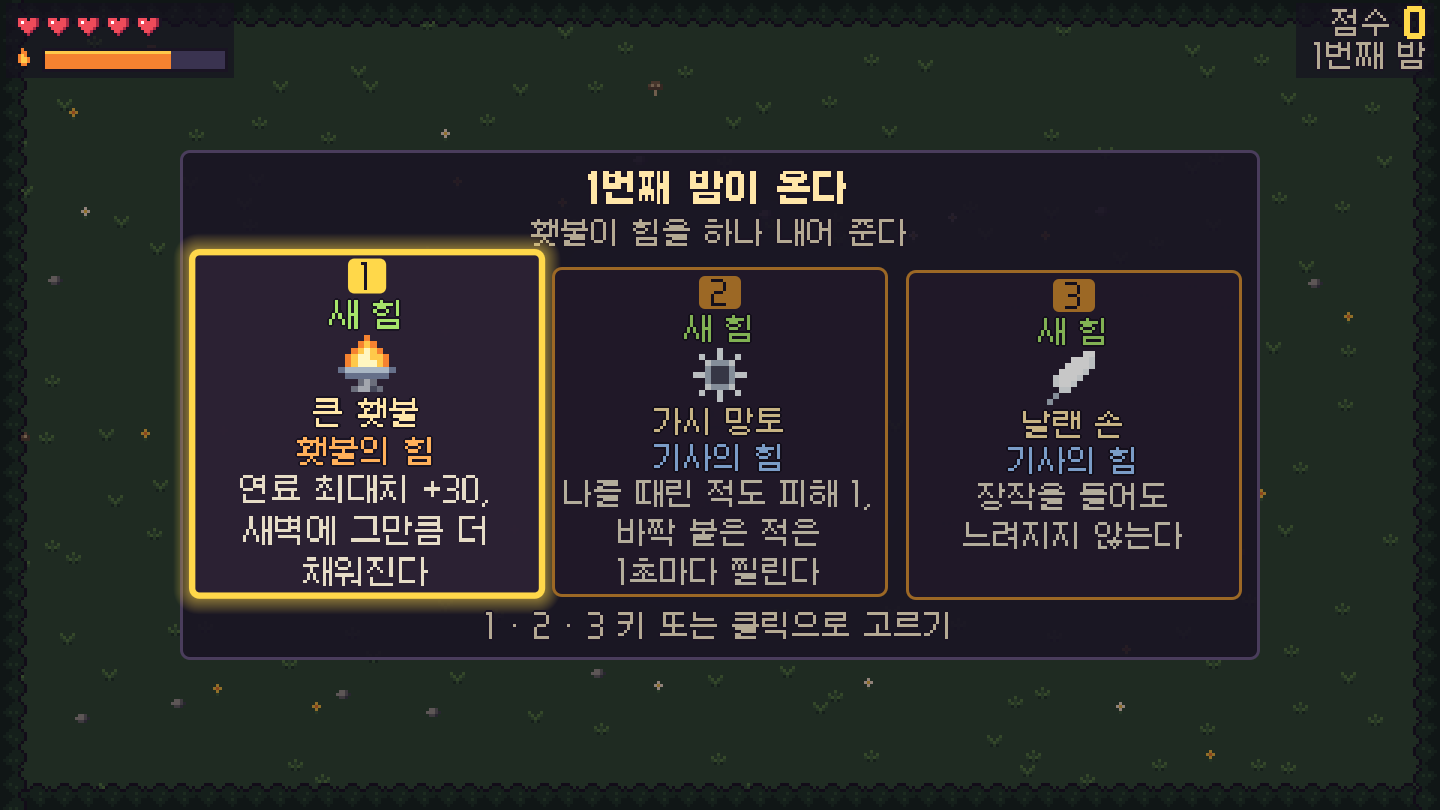 점수 0
1번째 밤
1번째 밤이 온다
횃불이 힘을 하나 내어 준다
1
새 힘
큰 횃불
횃불의 힘
연료 최대치 +30,
새벽에 그만큼 더
채워진다
2
새 힘
가시 망토
기사의 힘
나를 때린 적도 피해 1,
바짝 붙은 적은
1초마다 찔린다
3
새 힘
날랜 손
기사의 힘
장작을 들어도
느려지지 않는다
1 · 2 · 3 키 또는 클릭으로 고르기